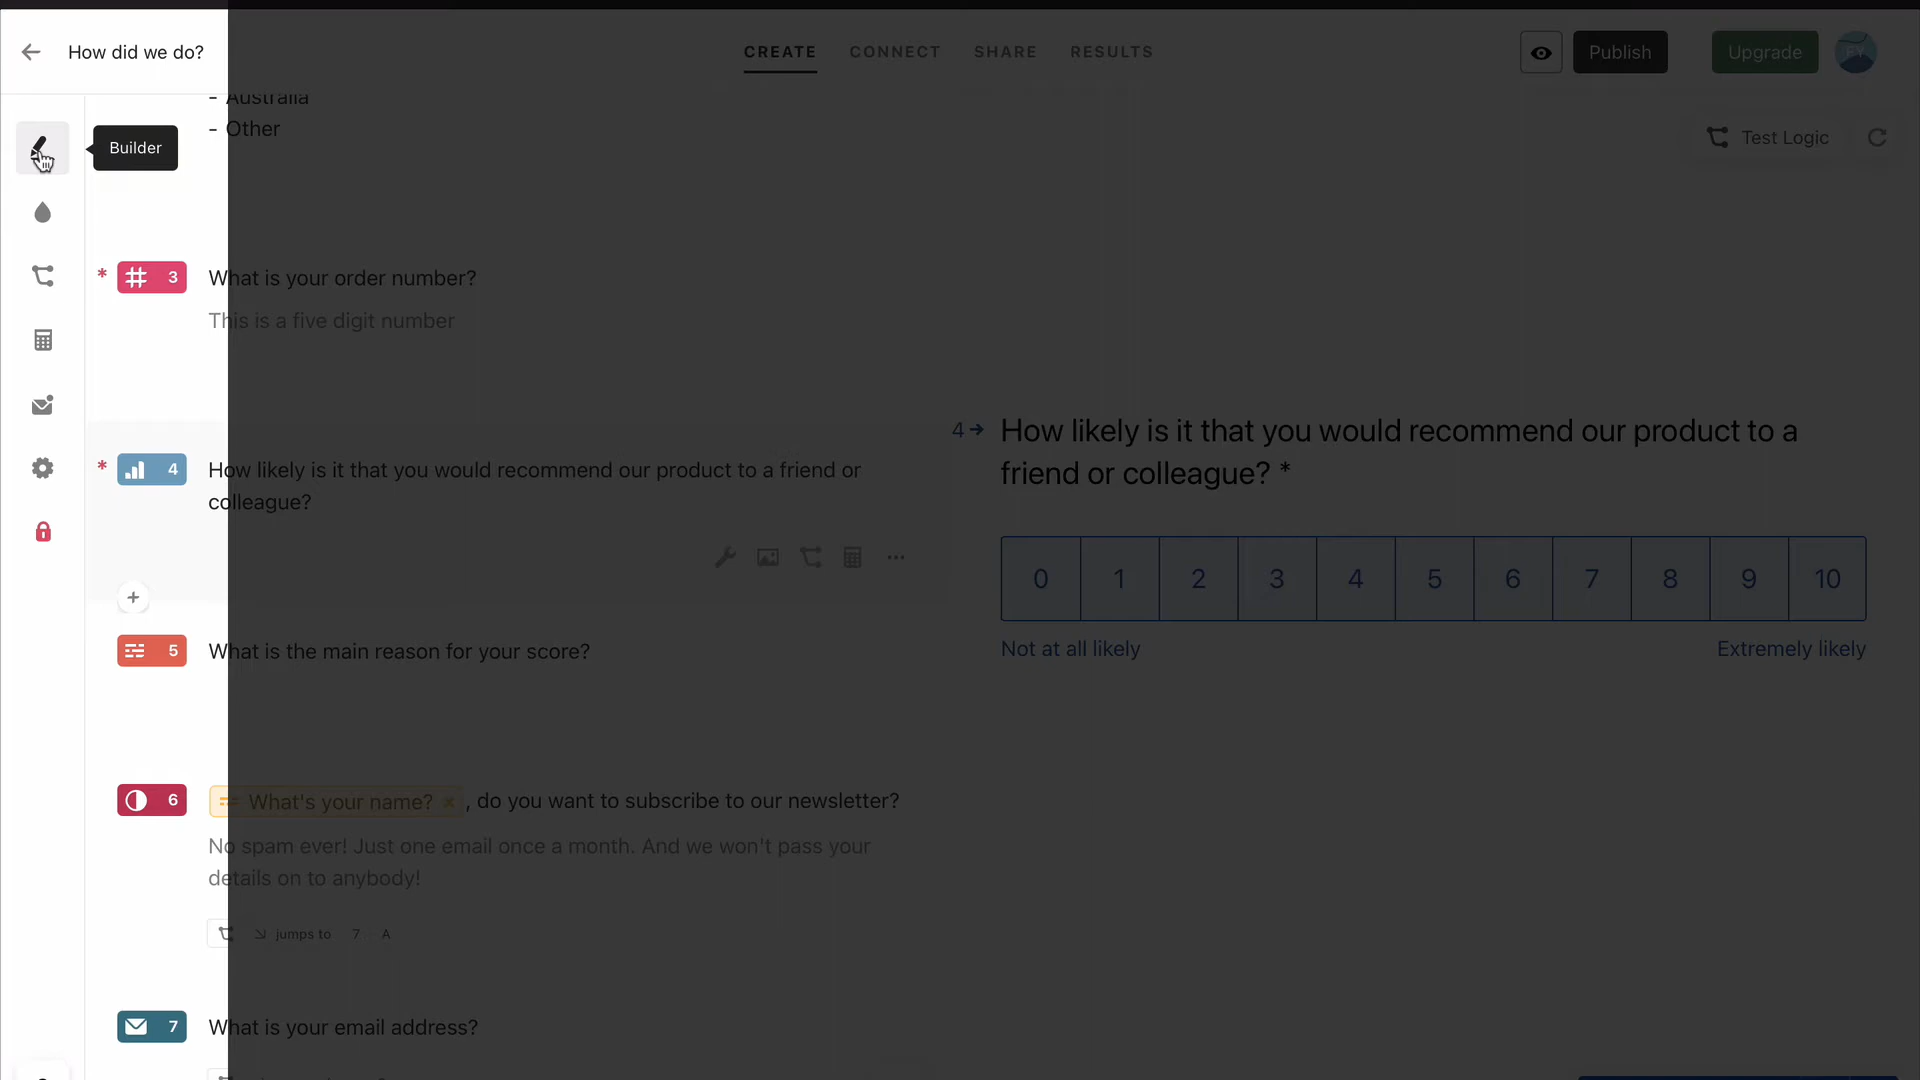 How did we do?
CREATE CONNECT SHARE RESULTS
Publish
Upgrade
- Australia
- Other
Builder
Test Logic
* 3 What is your order number?
This is a five digit number
* 4 How likely is it that you would recommend our product to a friend or
colleague?
5 What is the main reason for your score?
6 What's your name? × , do you want to subscribe to our newsletter?
No spam ever! Just one email once a month. And we won't pass your
details on to anybody!
jumps to 7 A
7 What is your email address?
4 How likely is it that you would recommend our product to a
friend or colleague? *
0 1 2 3 4 5 6 7 8 9 10
Not at all likely Extremely likely